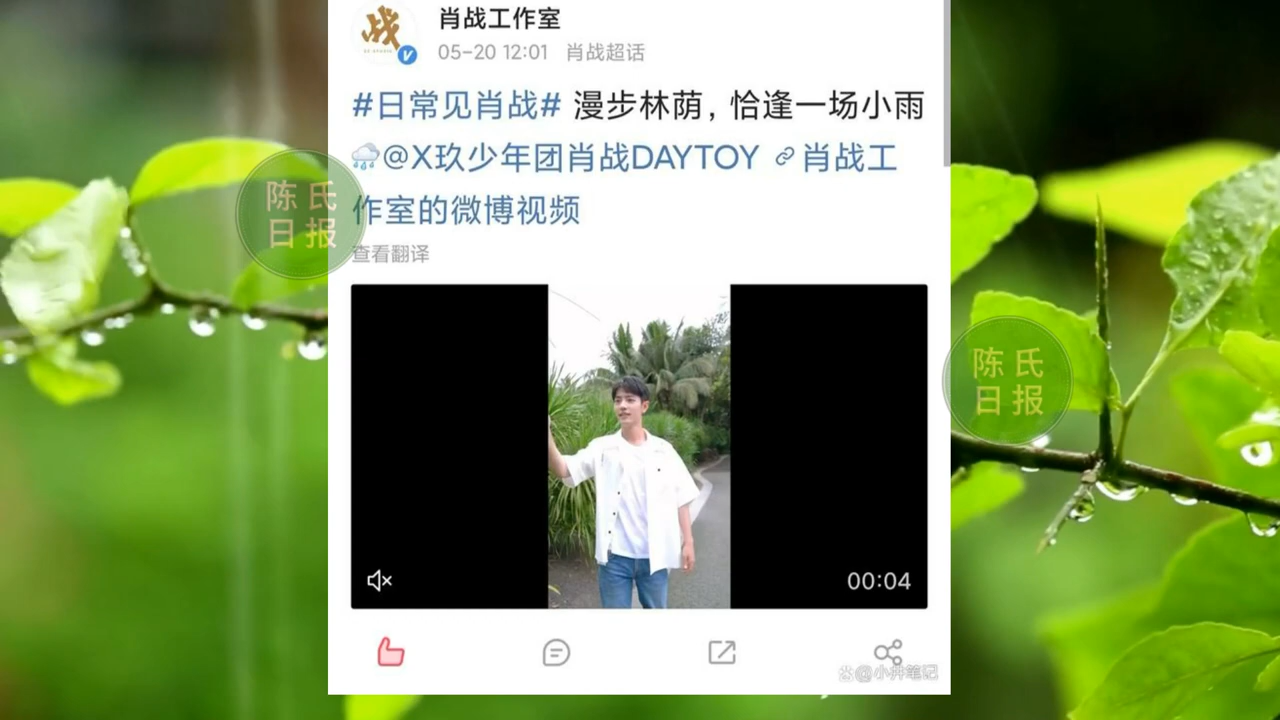 战
肖战工作室
05-20 12:01 肖战超话
#日常见肖战# 漫步林荫，恰逢一场小雨
🌧@X玖少年团肖战DAYTOY 肖战工
作室的微博视频
查看翻译
陈氏
日报
陈氏
日报
00:04
@小井笔记